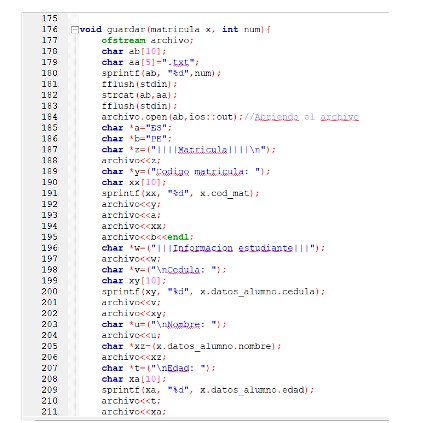 175
176 void guardar(matricula x, int num){
177 ofstream archivo;
178 char ab[10];
179 char aa[5]=".txt";
180 sprintf(ab, "%d",num);
181 fflush(stdin);
182 strcat(ab,aa);
183 fflush(stdin);
184 archivo.open(ab,ios::out);//Abriendo el archivo
185 char *a="ES";
186 char *b="PE";
187 char *z=("||||Matricula||||\n");
188 archivo<<z;
189 char *y=("Codigo matricula: ");
190 char xx[10];
191 sprintf(xx, "%d", x.cod_mat);
192 archivo<<y;
193 archivo<<a;
194 archivo<<xx;
195 archivo<<b<<endl;
196 char *w=("|||Informacion estudiante|||");
197 archivo<<w;
198 char *v=("\nCedula: ");
199 char xy[10];
200 sprintf(xy, "%d", x.datos_alumno.cedula);
201 archivo<<v;
202 archivo<<xy;
203 char *u=("\nNombre: ");
204 archivo<<u;
205 char *xz=(x.datos_alumno.nombre);
206 archivo<<xz;
207 char *t=("\nEdad: ");
208 char xa[10];
209 sprintf(xa, "%d", x.datos_alumno.edad);
210 archivo<<t;
211 archivo<<xa;